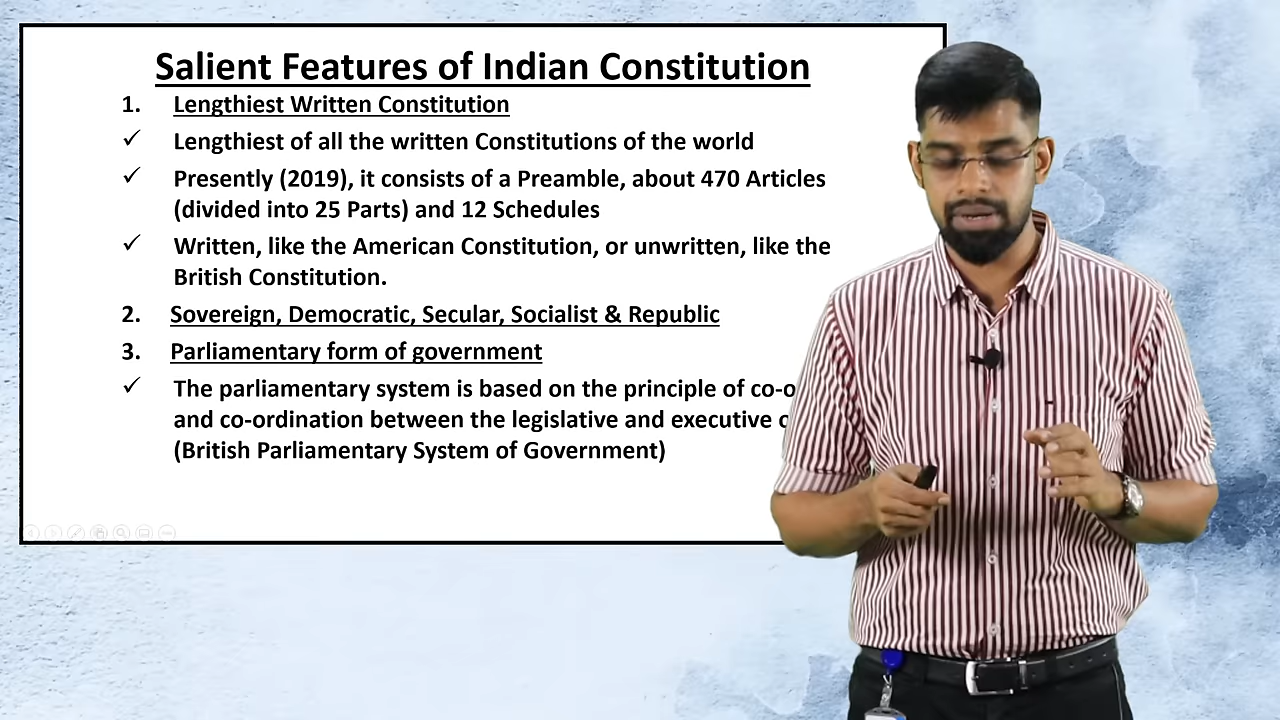 Salient Features of Indian Constitution
1. Lengthiest Written Constitution
✓ Lengthiest of all the written Constitutions of the world
✓ Presently (2019), it consists of a Preamble, about 470 Articles
(divided into 25 Parts) and 12 Schedules
✓ Written, like the American Constitution, or unwritten, like the
British Constitution.
2. Sovereign, Democratic, Secular, Socialist & Republic
3. Parliamentary form of government
✓ The parliamentary system is based on the principle of
and co-ordination between the legislative and executive
(British Parliamentary System of Government)